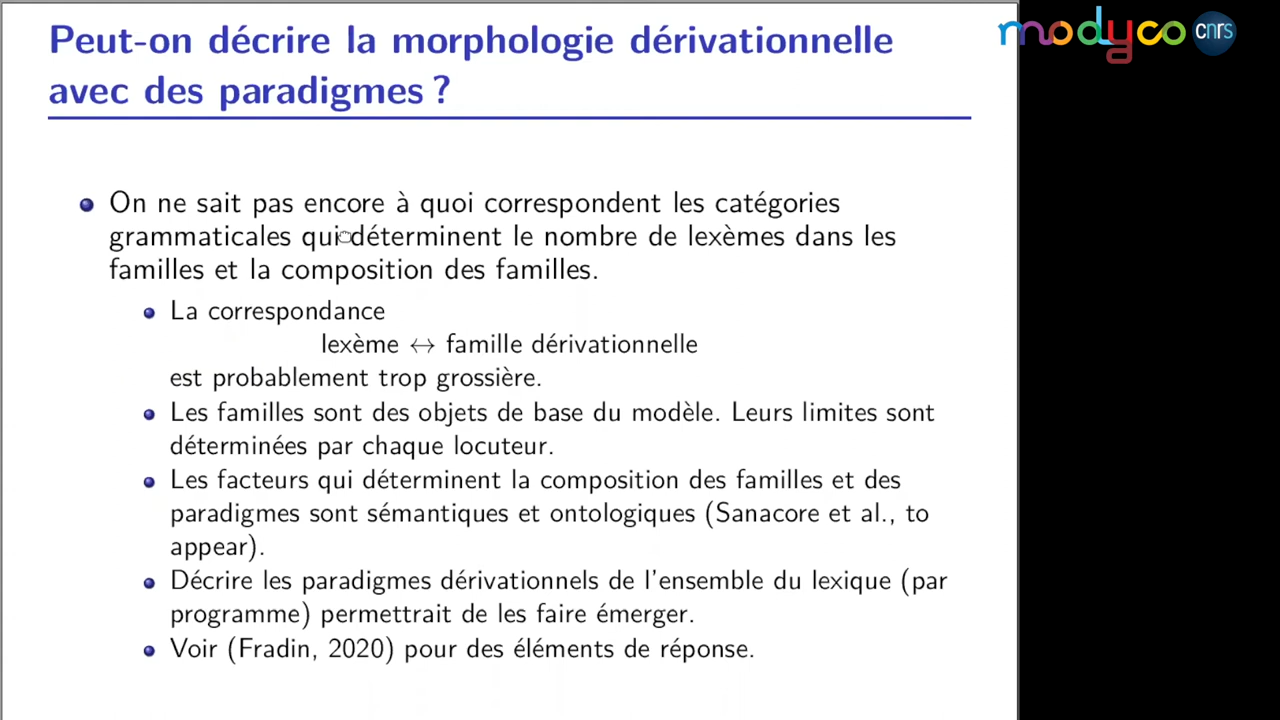 Peut-on décrire la morphologie dérivationnelle
avec des paradigmes ?
modyco
cnrs
On ne sait pas encore à quoi correspondent les catégories
grammaticales qui déterminent le nombre de lexèmes dans les
familles et la composition des familles.
La correspondance
lexème ↔ famille dérivationnelle
est probablement trop grossière.
Les familles sont des objets de base du modèle. Leurs limites sont
déterminées par chaque locuteur.
Les facteurs qui déterminent la composition des familles et des
paradigmes sont sémantiques et ontologiques (Sanacore et al., to
appear).
Décrire les paradigmes dérivationnels de l'ensemble du lexique (par
programme) permettrait de les faire émerger.
Voir (Fradin, 2020) pour des éléments de réponse.